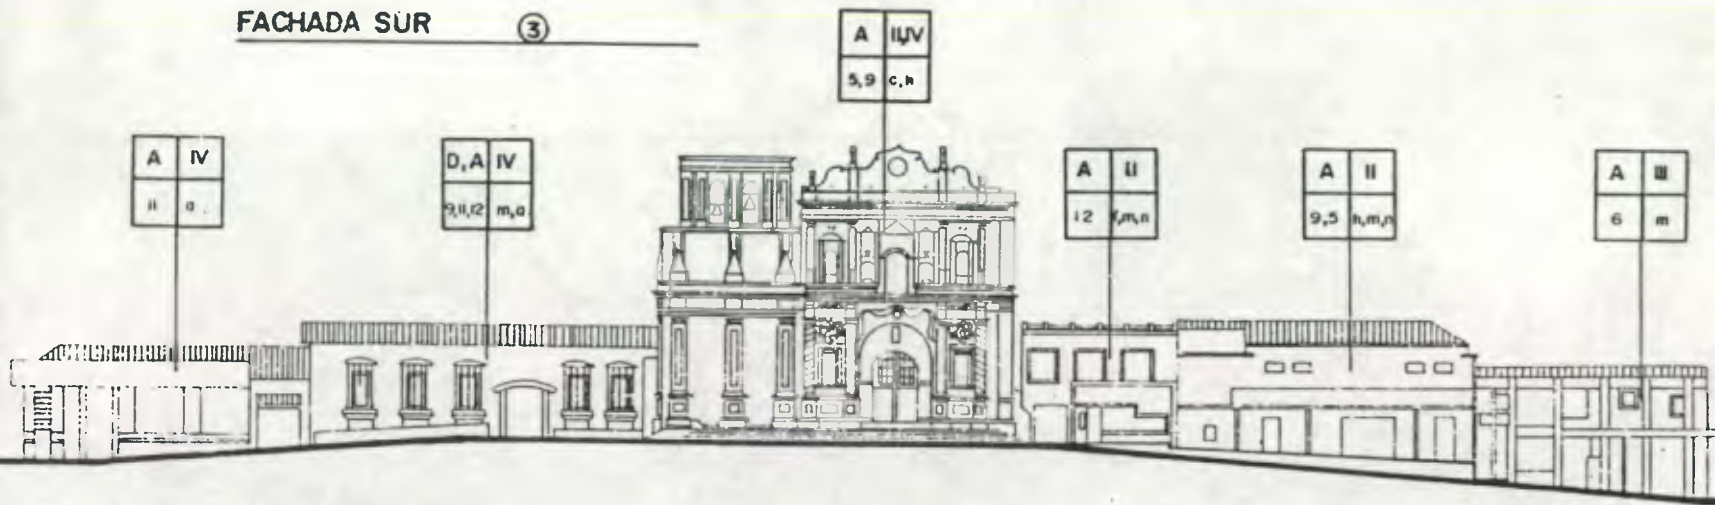 FACHADA SUR ③
A II,IV
5,9 c,h
A IV
11 a
D,A IV
9,11,12 m,a
A II
12 f,m,n
A II
9,5 h,m,n
A III
6 m